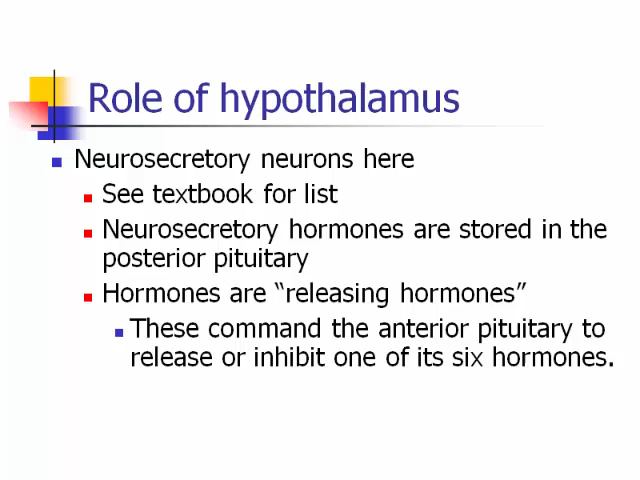 Role of hypothalamus
Neurosecretory neurons here
See textbook for list
Neurosecretory hormones are stored in the
posterior pituitary
Hormones are “releasing hormones”
These command the anterior pituitary to
release or inhibit one of its six hormones.